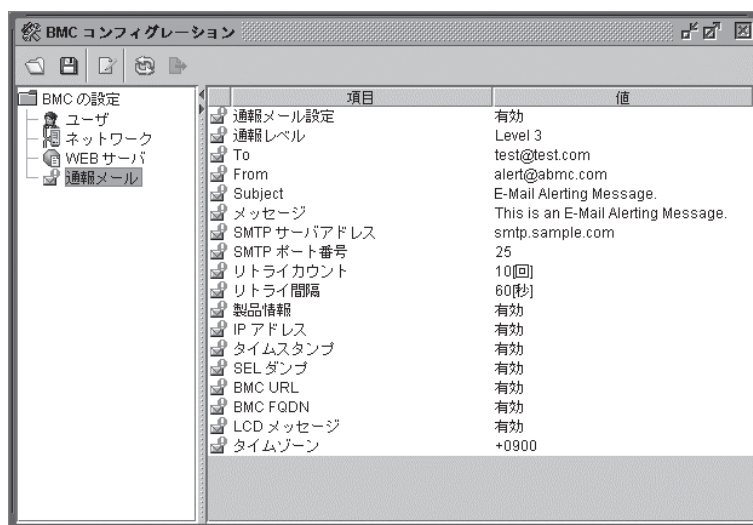 BMC コンフィグレーション
BMC の設定
ユーザ
ネットワーク
WEB サーバ
通報メール
項目 値
通報メール設定 有効
通報レベル Level 3
To test@test.com
From alert@abmc.com
Subject E-Mail Alerting Message.
メッセージ This is an E-Mail Alerting Message.
SMTP サーバアドレス smtp.sample.com
SMTP ポート番号 25
リトライカウント 10[回]
リトライ間隔 60[秒]
製品情報 有効
IP アドレス 有効
タイムスタンプ 有効
SEL ダンプ 有効
BMC URL 有効
BMC FQDN 有効
LCD メッセージ 有効
タイムゾーン +0900